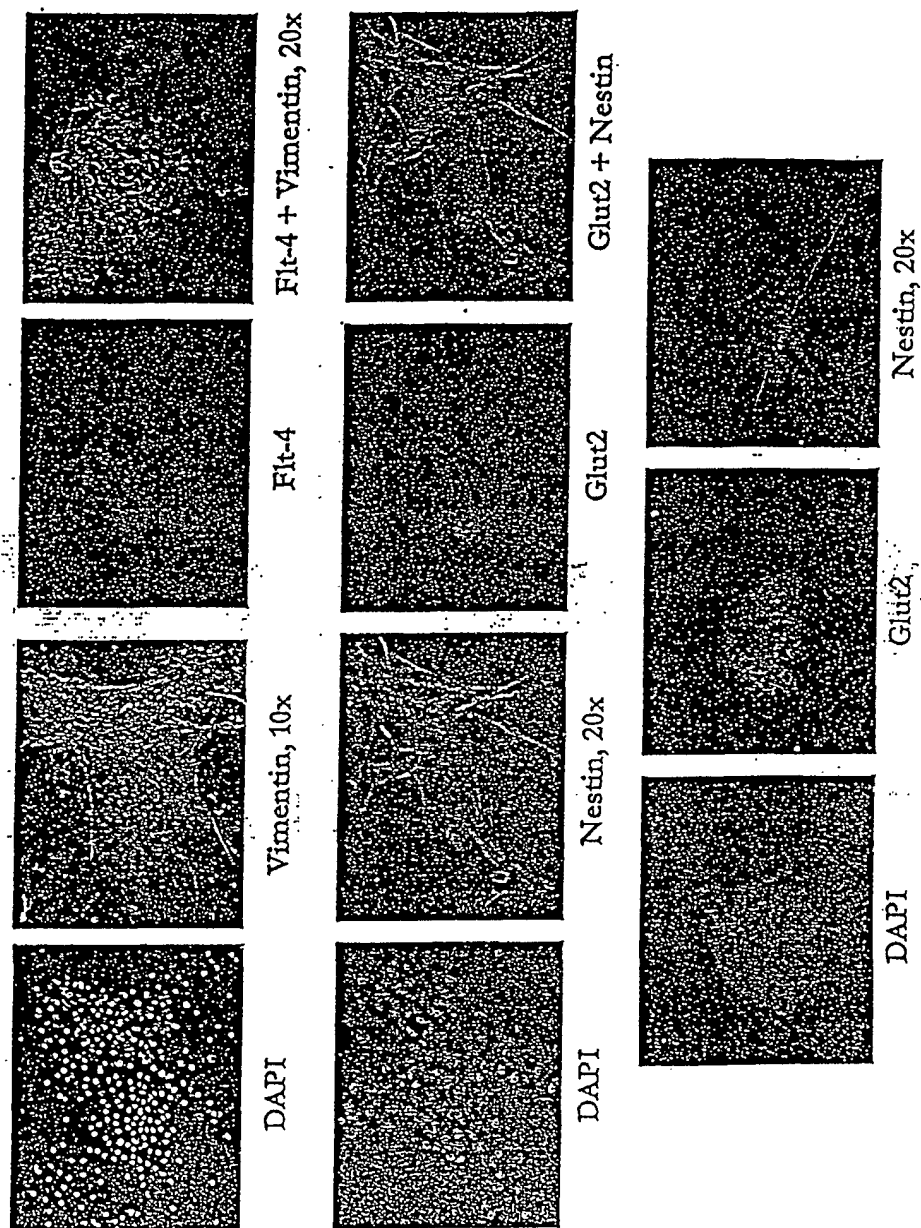 DAPI
Vimentin, 10x
Flt-4
Flt-4 + Vimentin, 20x
DAPI
Nestin, 20x
Glut2
Glut2 + Nestin
DAPI
Glut2,
Nestin, 20x